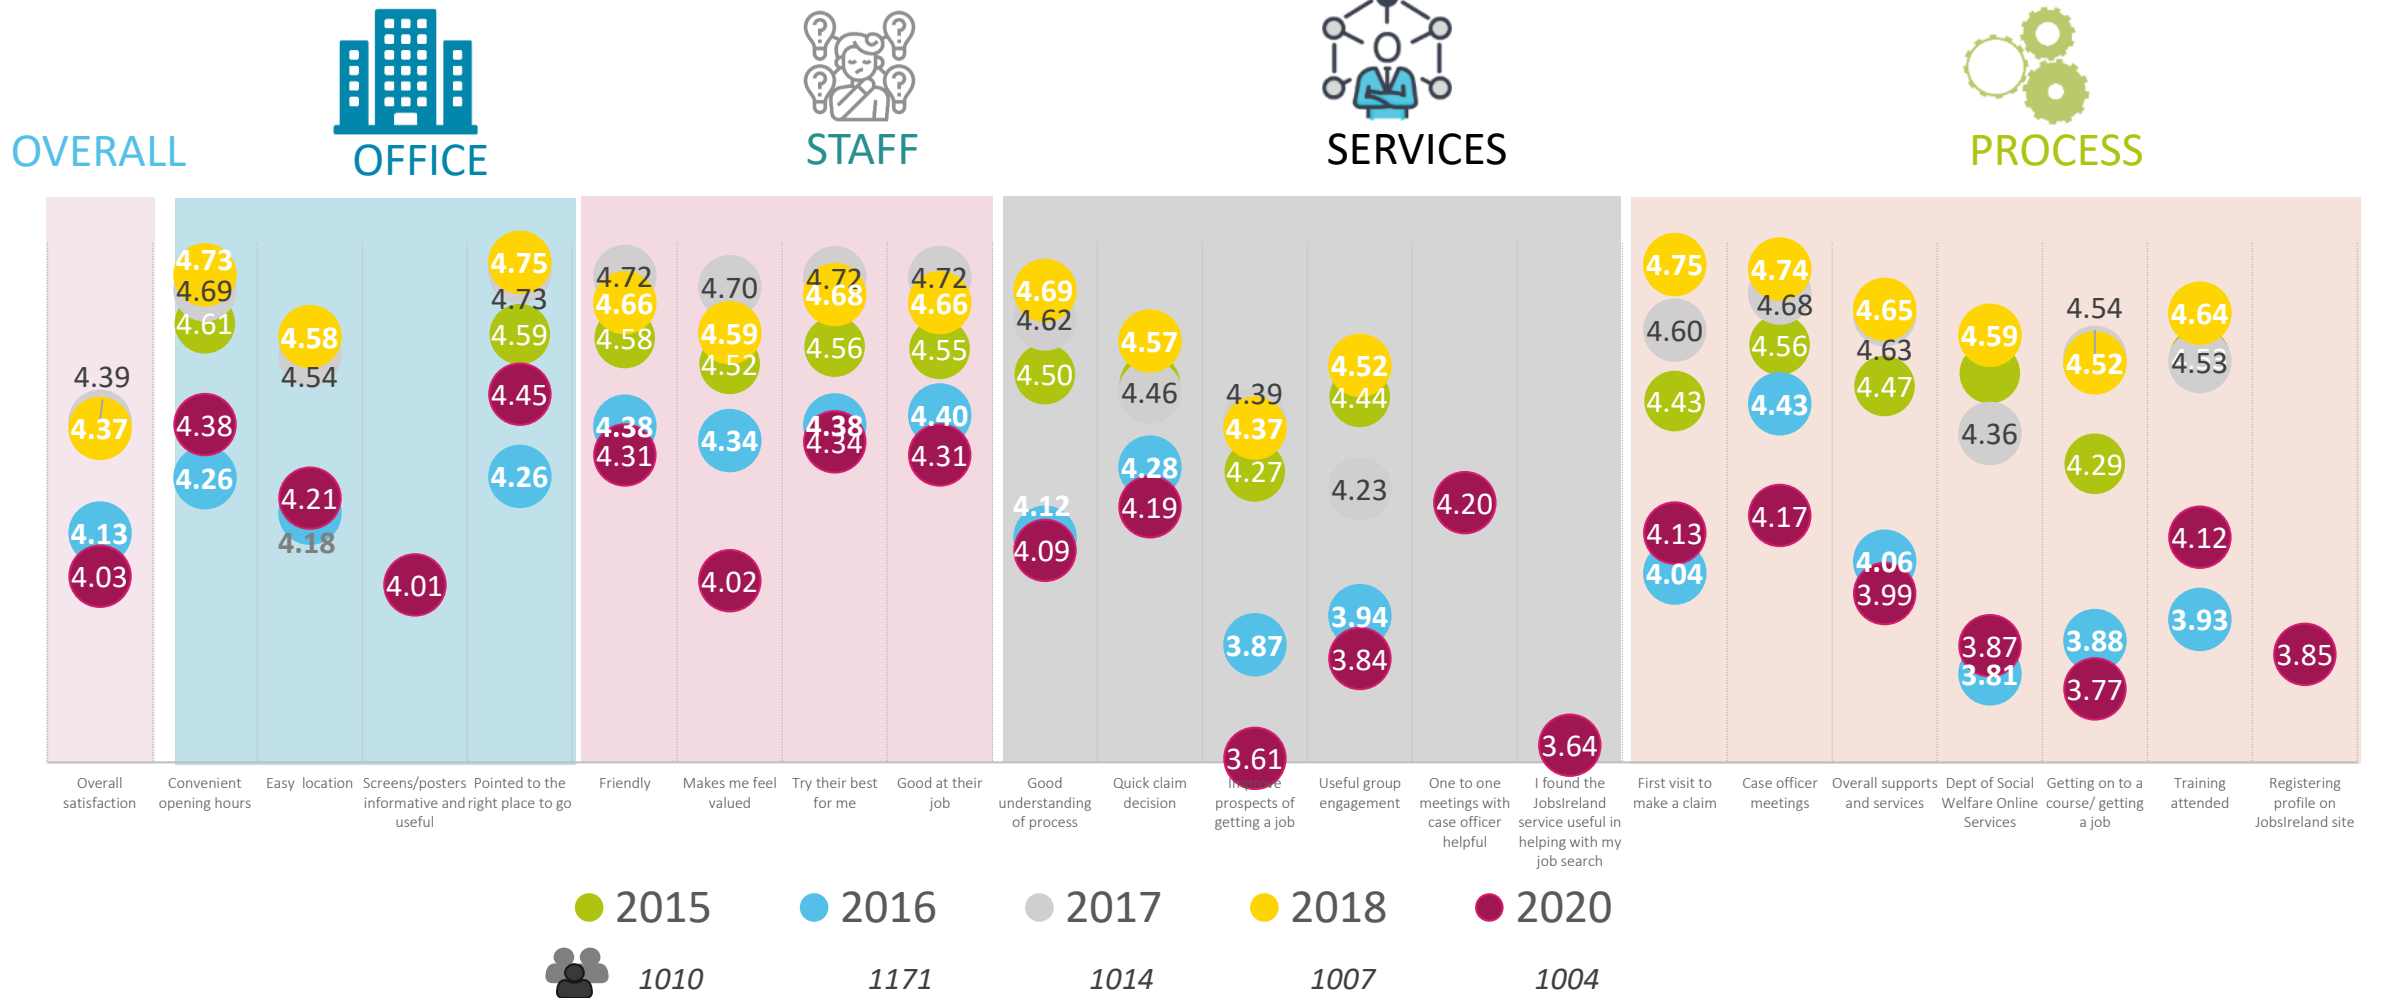 OVERALL
OFFICE
STAFF
SERVICES
PROCESS
4.39
4.37
4.13
4.03
4.73
4.69
4.61
4.38
4.26
4.58
4.54
4.21
4.18
4.01
4.75
4.73
4.59
4.45
4.26
4.72
4.66
4.58
4.38
4.31
4.70
4.59
4.52
4.34
4.02
4.72
4.68
4.56
4.38
4.34
4.72
4.66
4.55
4.40
4.31
4.69
4.62
4.50
4.12
4.09
4.57
4.46
4.28
4.19
4.39
4.37
4.27
3.87
3.61
4.52
4.44
4.23
3.94
3.84
4.20
3.64
4.75
4.60
4.43
4.13
4.04
4.74
4.68
4.56
4.43
4.17
4.65
4.63
4.47
4.06
3.99
4.59
4.36
3.87
3.81
4.54
4.52
4.29
3.88
3.77
4.64
4.53
4.12
3.93
3.85
Overall
satisfaction
Convenient
opening hours
Easy location
Screens/posters
informative and
useful
Pointed to the
right place to go
Friendly
Makes me feel
valued
Try their best
for me
Good at their
job
Good
understanding
of process
Quick claim
decision
Improve
prospects of
getting a job
Useful group
engagement
One to one
meetings with
case officer
helpful
I found the
JobsIreland
service useful in
helping with my
job search
First visit to
make a claim
Case officer
meetings
Overall supports
and services
Dept of Social
Welfare Online
Services
Getting on to a
course/ getting
a job
Training
attended
Registering
profile on
JobsIreland site
2015
2016
2017
2018
2020
1010
1171
1014
1007
1004